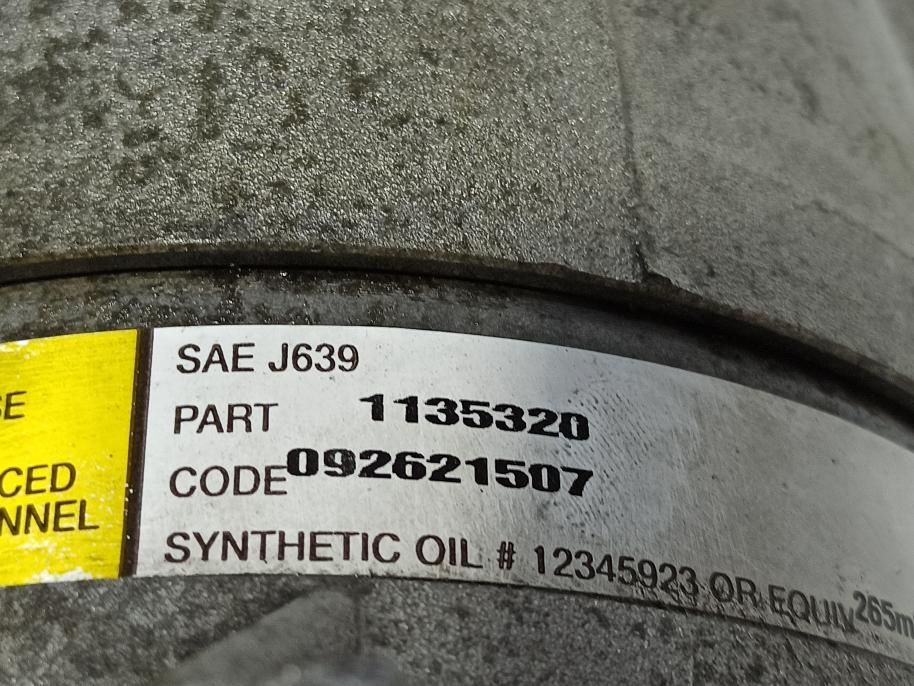 SE
CED
NNEL
SAE J639
PART 1135320
CODE 092621507
SYNTHETIC OIL # 12345923 OR EQUIV 265m